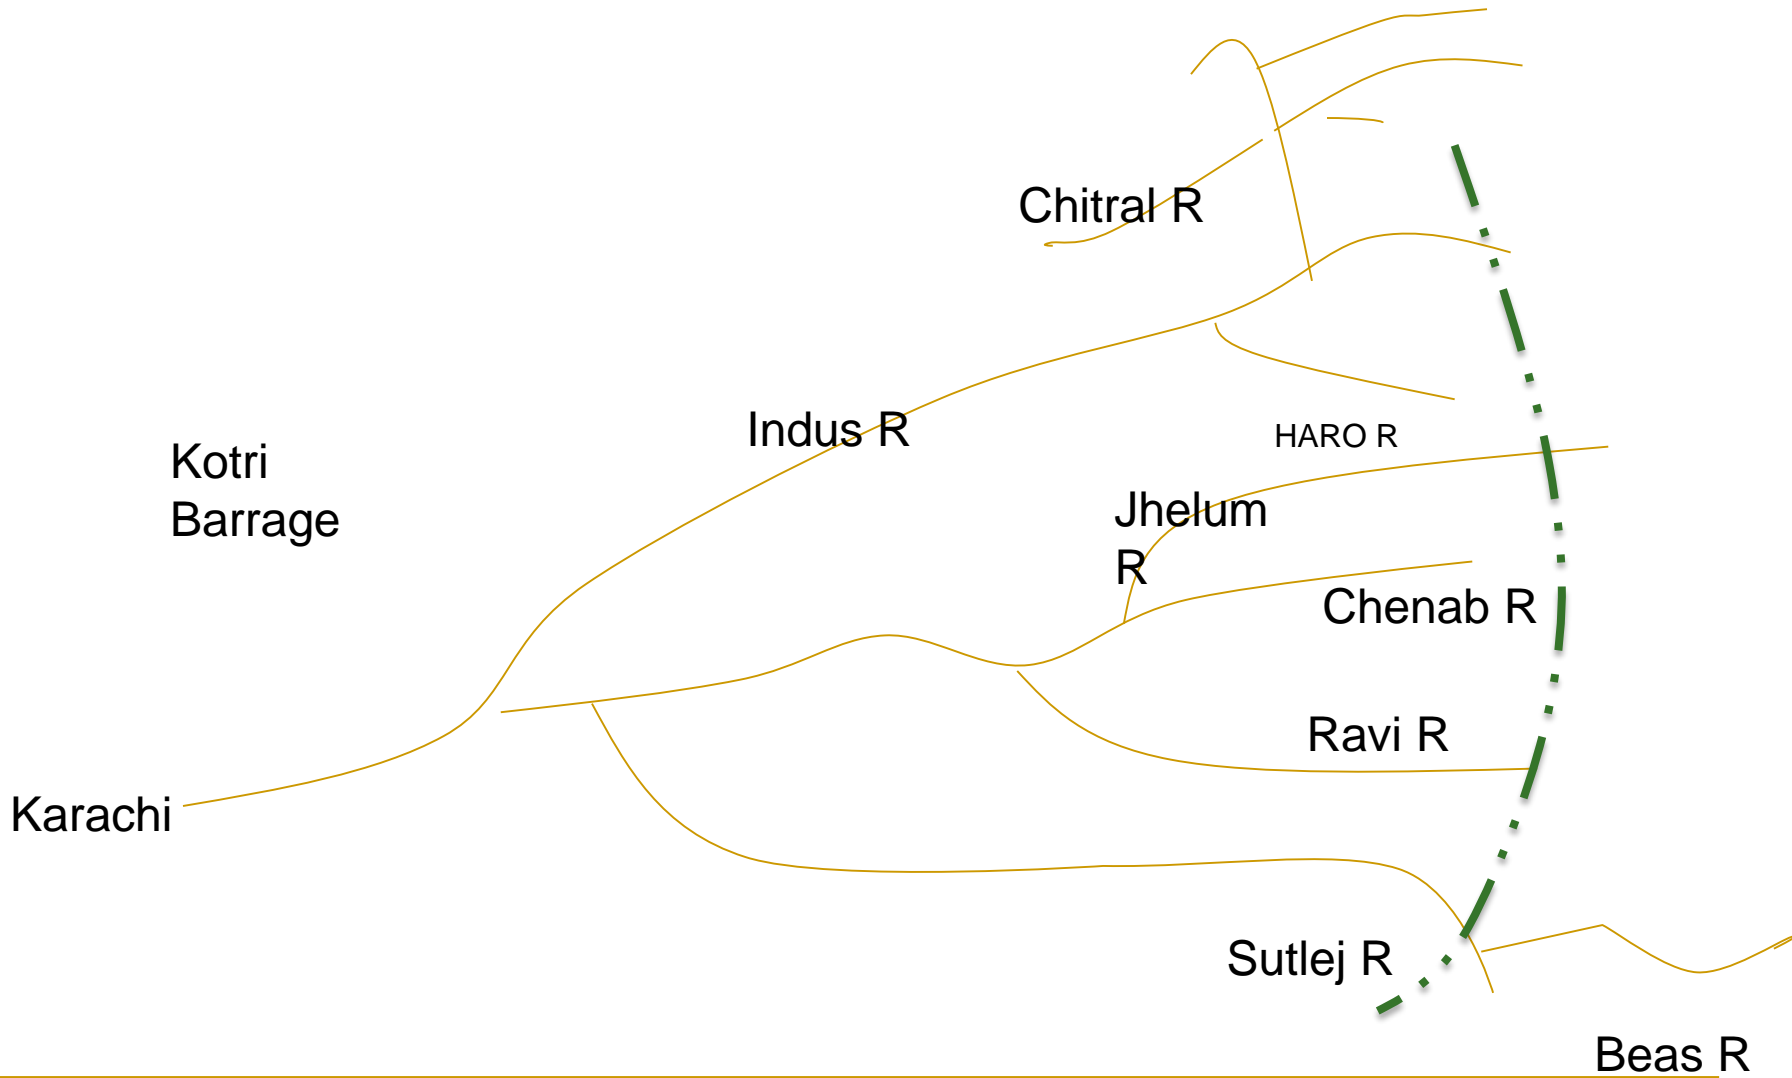 Chitral R
Indus R
HARO R
Kotri
Barrage
Jhelum
R
Chenab R
Ravi R
Karachi
Sutlej R
Beas R